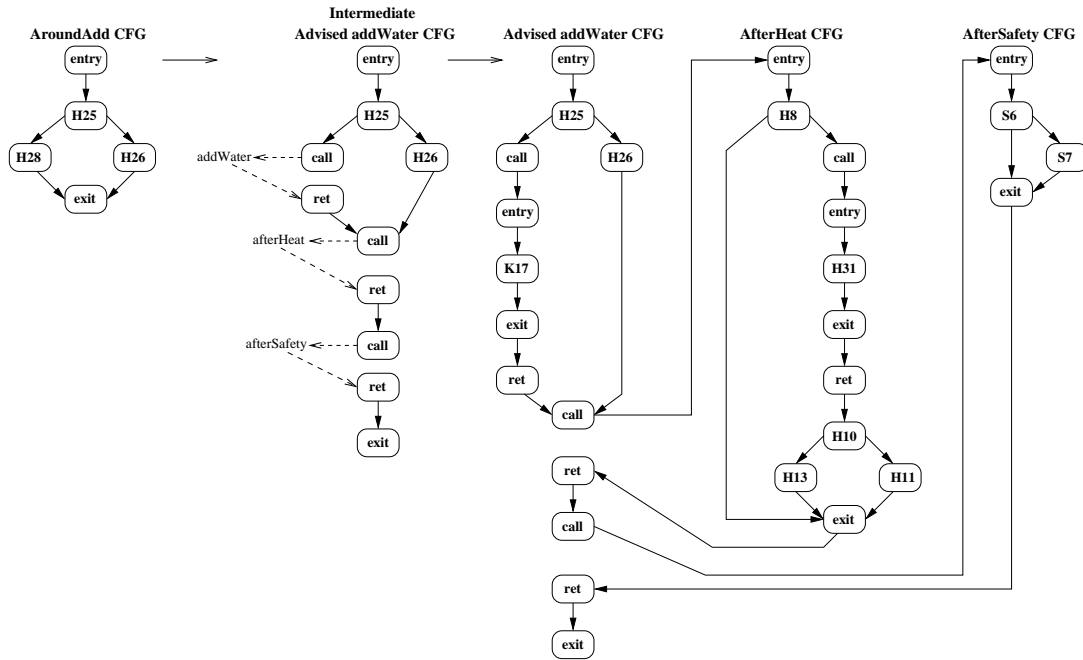 Intermediate
AroundAdd CFG
Advised addWater CFG
Advised addWater CFG
AfterHeat CFG
AfterSafety CFG
entry
entry
entry
entry
entry
H25
H25
H25
H8
S6
H28
H26
addWater
call
H26
call
H26
call
S7
exit
ret
exit
entry
entry
afterHeat
call
K17
H31
ret
exit
exit
afterSafety
call
ret
ret
ret
call
exit
H10
ret
H13
H11
call
exit
ret
exit